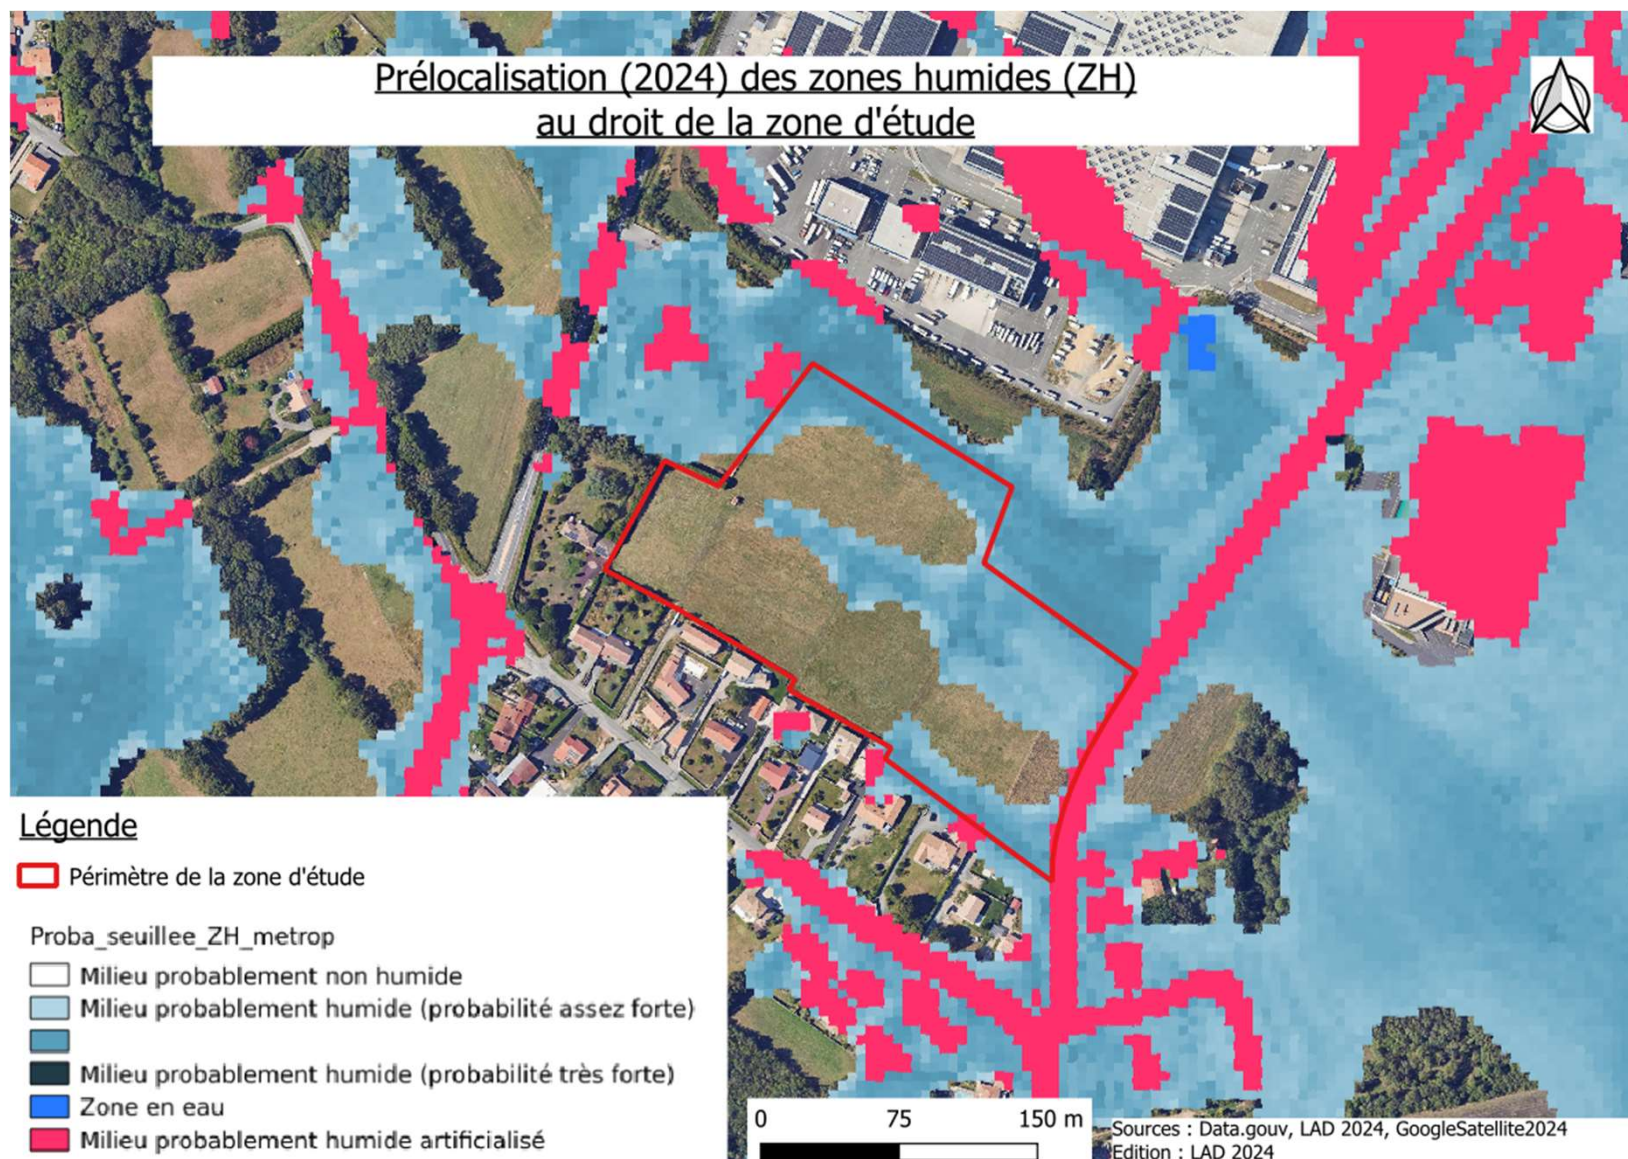 Prélocalisation (2024) des zones humides (ZH)
au droit de la zone d'étude
Légende
Périmètre de la zone d'étude
Proba_seuillee_ZH_metrop
Milieu probablement non humide
Milieu probablement humide (probabilité assez forte)
Milieu probablement humide (probabilité très forte)
Zone en eau
Milieu probablement humide artificialisé
0 75 150 m
Sources : Data.gouv, LAD 2024, GoogleSatellite2024
Edition : LAD 2024